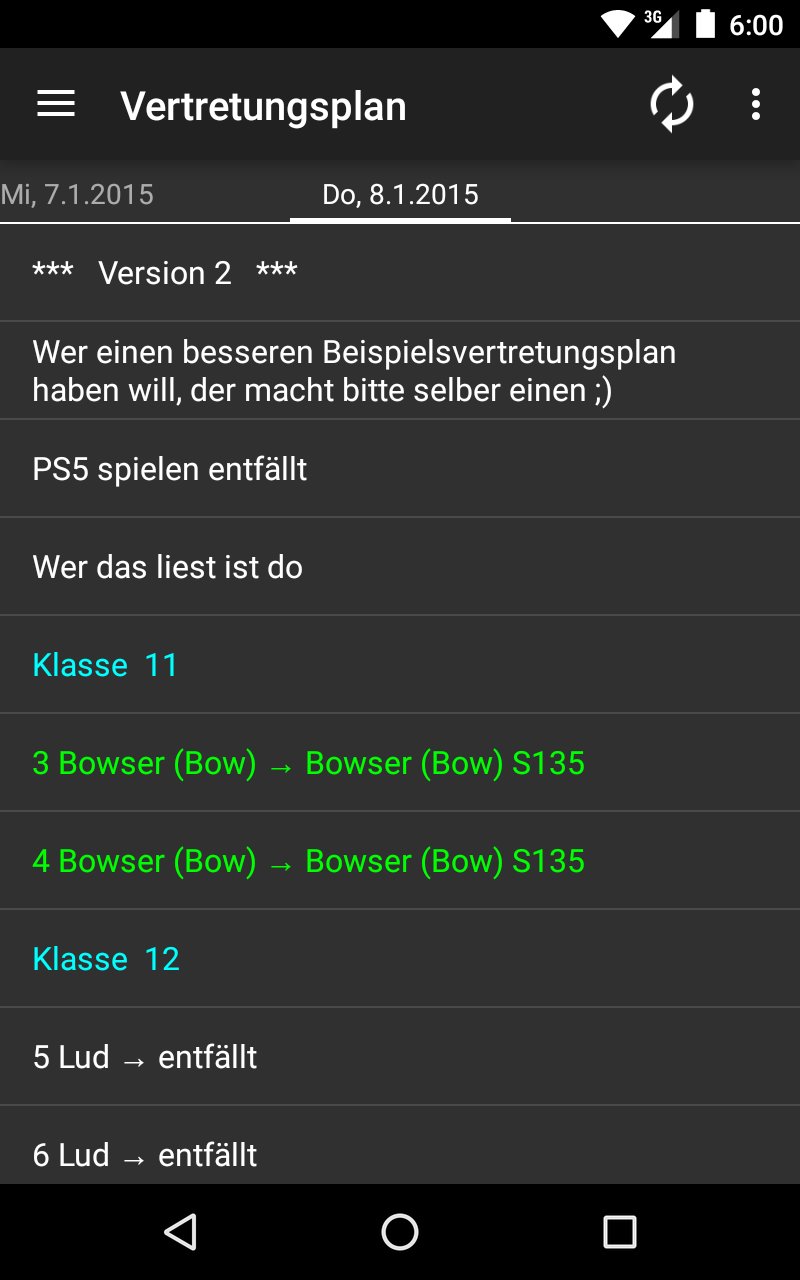 3G 6:00
Vertretungsplan
Mi, 7.1.2015 Do, 8.1.2015
*** Version 2 ***
Wer einen besseren Beispielsvertretungsplan
haben will, der macht bitte selber einen ;)
PS5 spielen entfällt
Wer das liest ist do
Klasse 11
3 Bowser (Bow) → Bowser (Bow) S135
4 Bowser (Bow) → Bowser (Bow) S135
Klasse 12
5 Lud → entfällt
6 Lud → entfällt